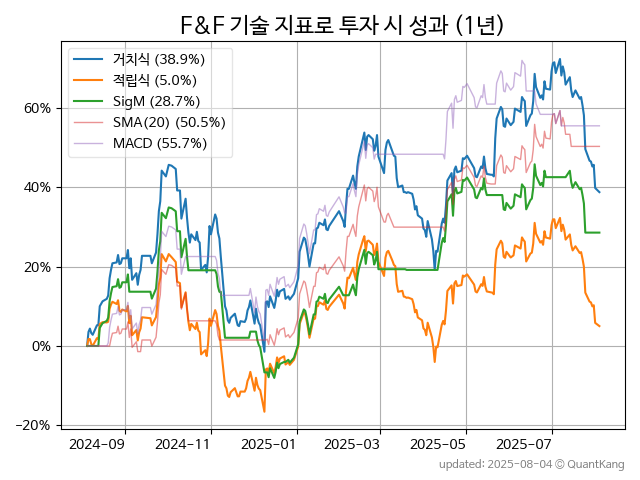 F&F 기술 지표로 투자 시 성과 (1년)
거치식 (38.9%)
적립식 (5.0%)
SigM (28.7%)
SMA(20) (50.5%)
MACD (55.7%)
60%
40%
20%
0%
−20%
2024-09
2024-11
2025-01
2025-03
2025-05
2025-07
updated: 2025-08-04 © QuantKang